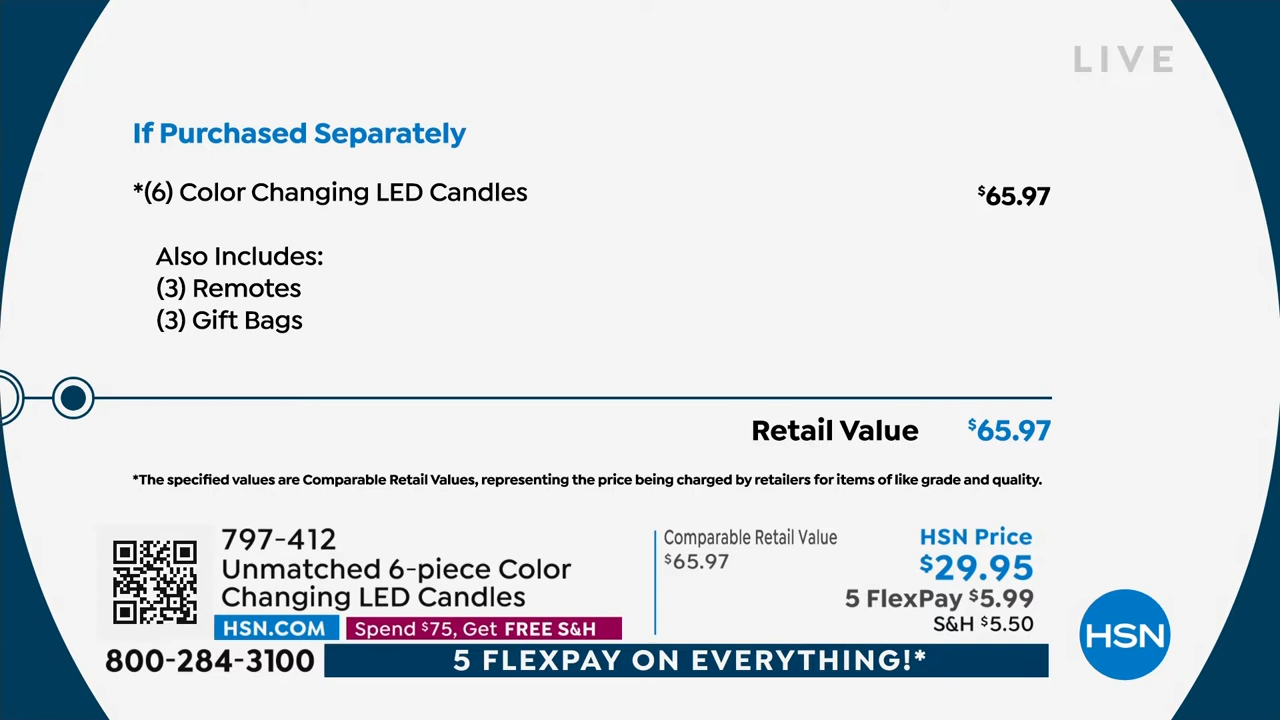 LIVE
If Purchased Separately
*(6) Color Changing LED Candles $65.97
Also Includes:
(3) Remotes
(3) Gift Bags
Retail Value $65.97
*The specified values are Comparable Retail Values, representing the price being charged by retailers for items of like grade and quality.
797-412
Unmatched 6-piece Color
Changing LED Candles
HSN.COM Spend $75, Get FREE S&H
Comparable Retail Value
$65.97
HSN Price
$29.95
5 FlexPay $5.99
S&H $5.50
HSN
800-284-3100 5 FLEXPAY ON EVERYTHING!*